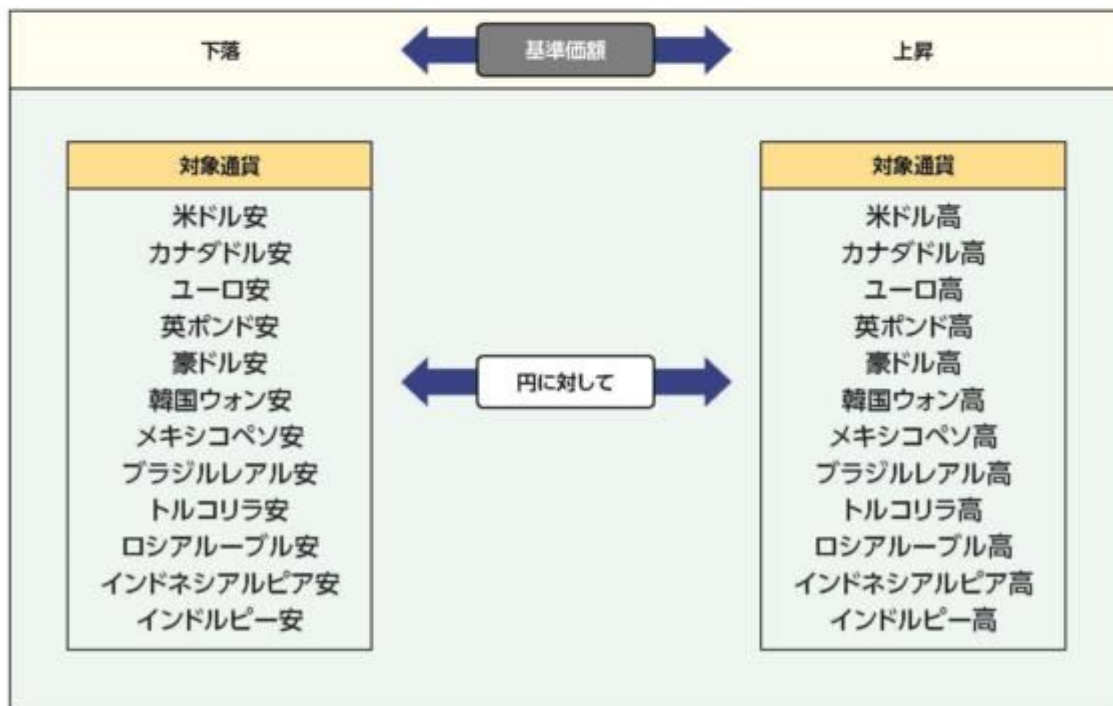 下落
基準価額
上昇
対象通貨
米ドル安
カナダドル安
ユーロ安
英ポンド安
豪ドル安
韓国ウォン安
メキシコペソ安
ブラジルレアル安
トルコリラ安
ロシアルーブル安
インドネシアルピア安
インドルピー安
円に対して
対象通貨
米ドル高
カナダドル高
ユーロ高
英ポンド高
豪ドル高
韓国ウォン高
メキシコペソ高
ブラジルレアル高
トルコリラ高
ロシアルーブル高
インドネシアルピア高
インドルピー高